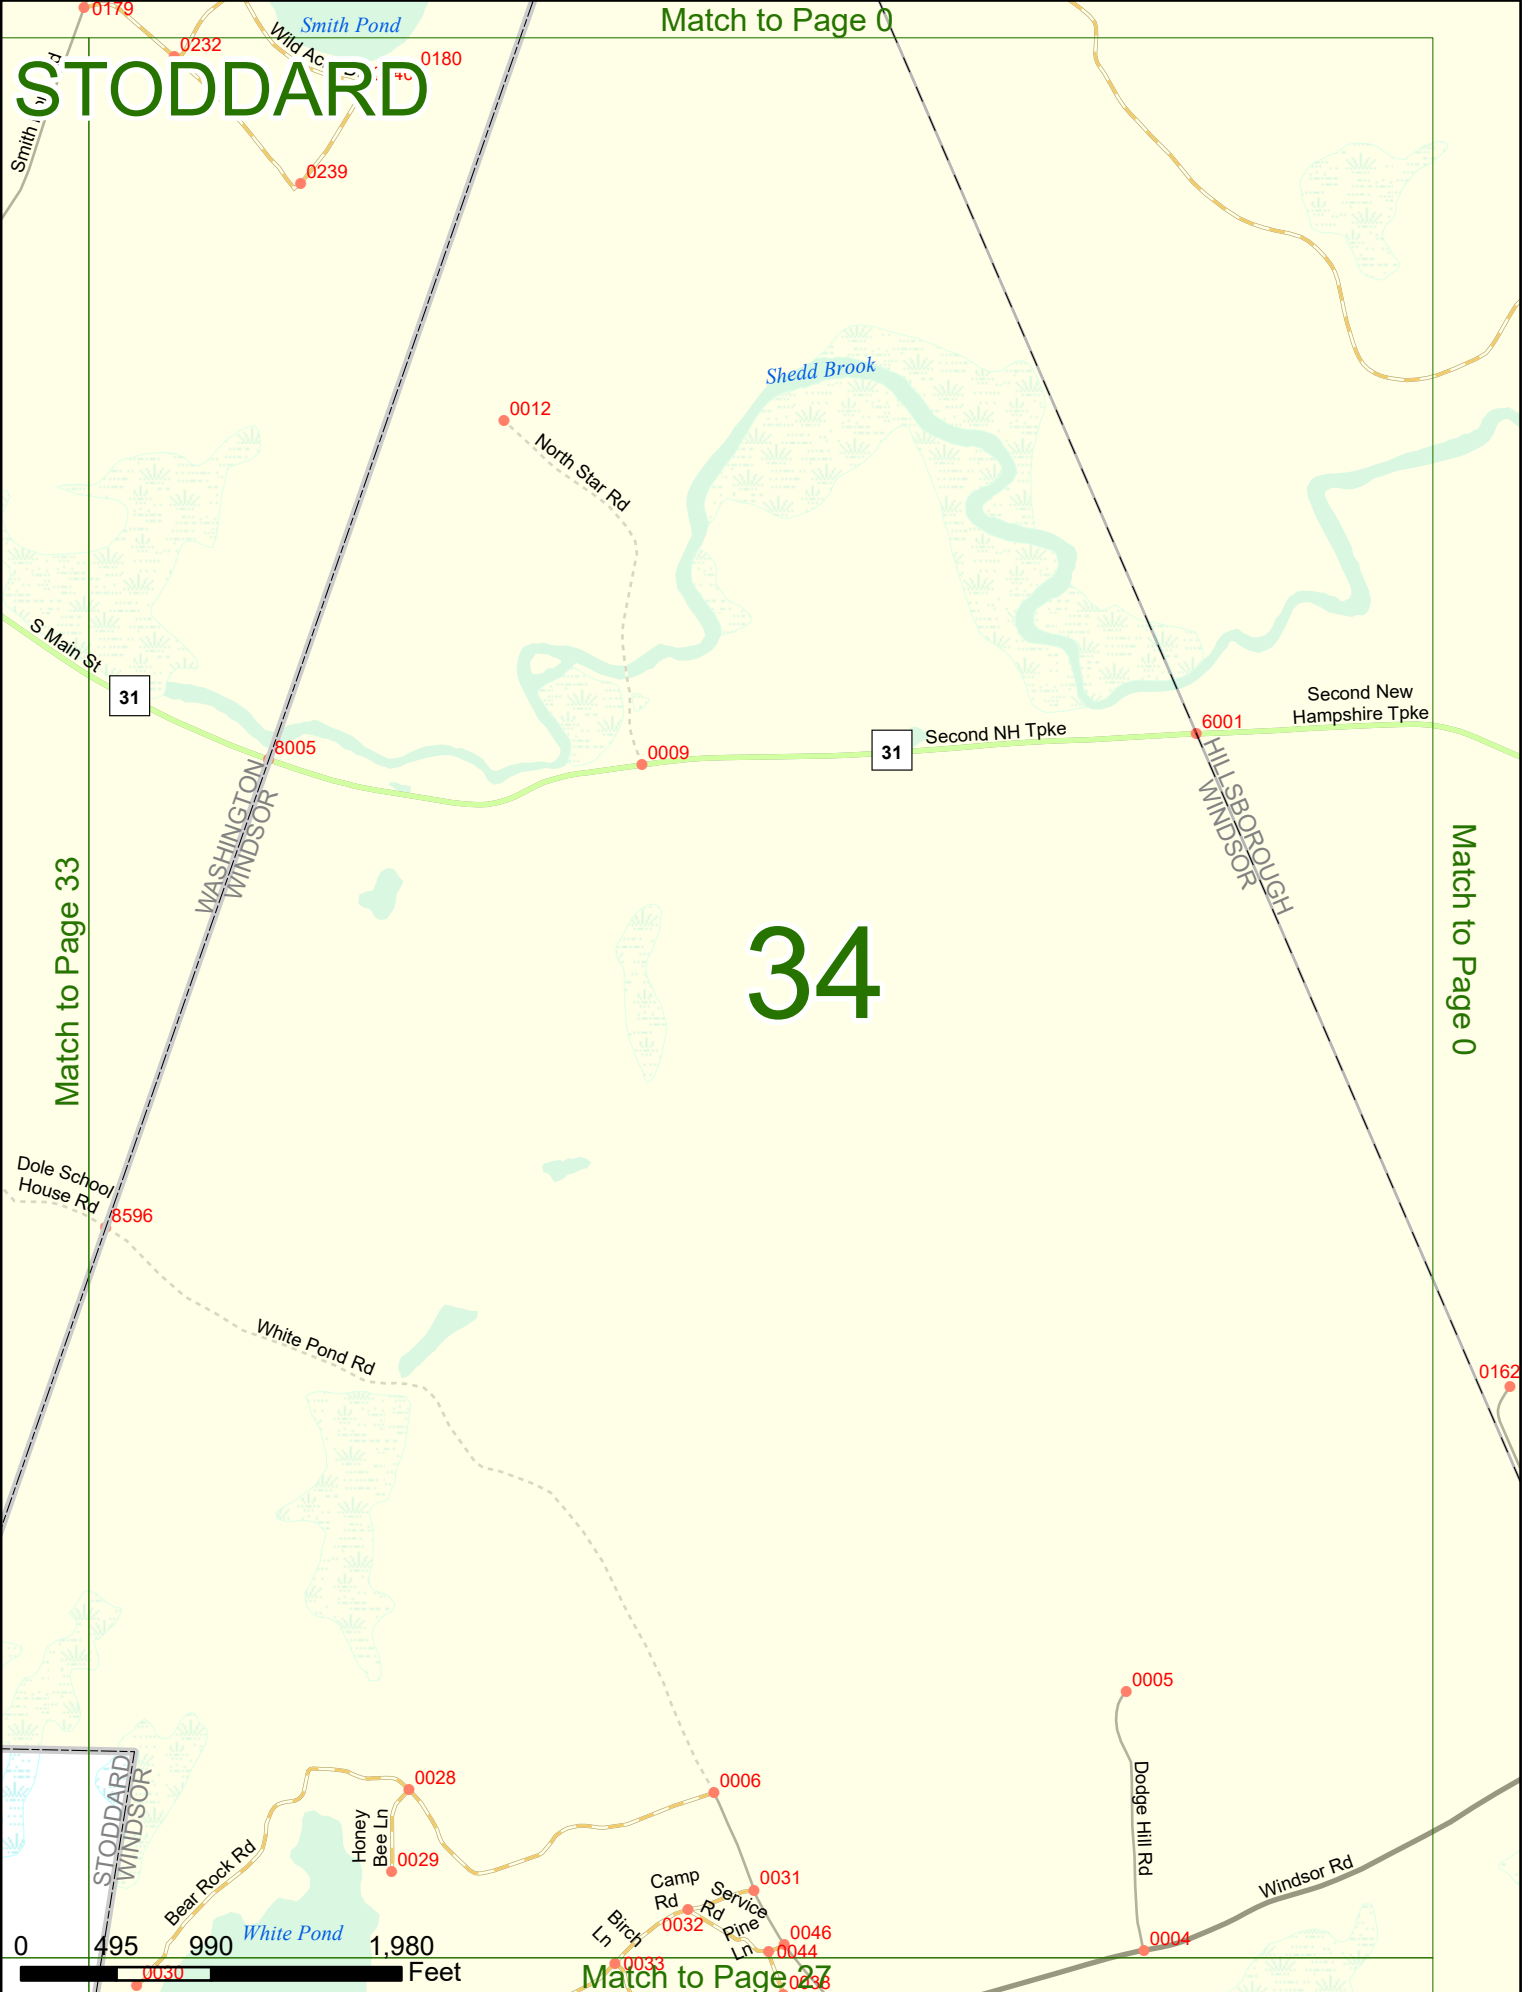 0179
Smith Pond
Match to Page 0
0232
0180
STODDARD
Smith
0239
Shedd Brook
0012
North Star Rd
S Main St
31
8005
0009
31
Second NH Tpke
6001
Second New
Hampshire Tpke
WASHINGTON
WINDSOR
HILLSBOROUGH
WINDSOR
Match to Page 33
34
Match to Page 0
Dole School
House Rd
8596
White Pond Rd
0162
0005
STODDARD
WINDSOR
0028
0006
Honey
Bee Ln
0029
Bear Rock Rd
Dodge Hill Rd
Windsor Rd
Camp
Rd
0031
Service
Rd
0032
Birch
Ln
Pine
Ln
0046
0044
0004
White Pond
0 495 990 1,980
Feet
0030
0033
Match to Page 27